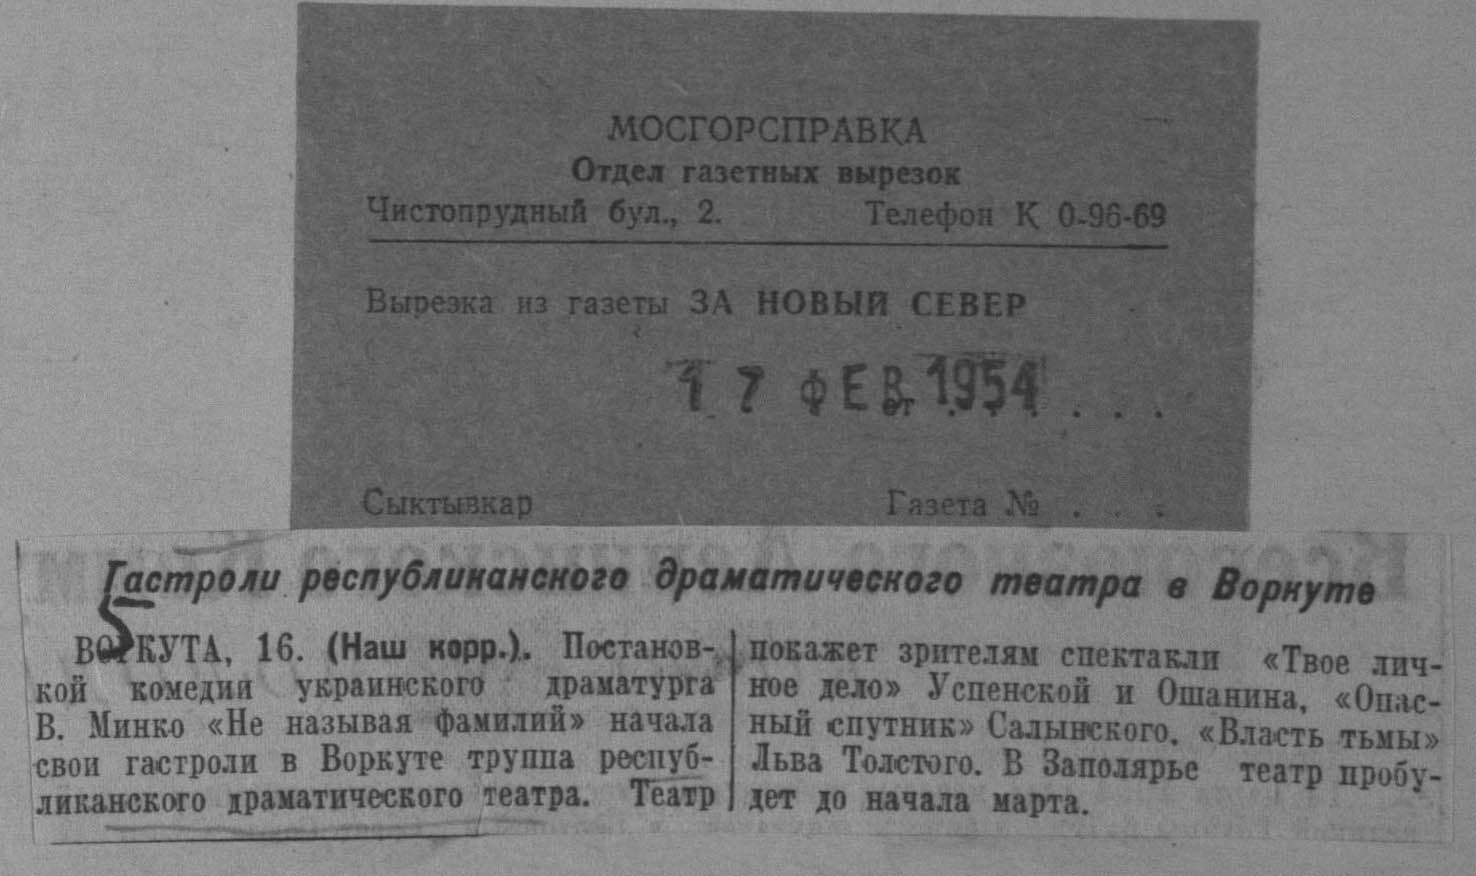 МОСГОРСПРАВКА
Отдел газетных вырезок
Чистопрудный бул., 2. Телефон К 0-96-69
Вырезка из газеты ЗА НОВЫЙ СЕВЕР
17 ФЕВ 1954 . . .
Сыктывкар Газета № . . .
Гастроли республиканского драматического театра в Воркуте
ВОРКУТА, 16. (Наш корр.). Постанов-
кой комедии украинского драматурга
В. Минко «Не называя фамилий» начала
свои гастроли в Воркуте труппа респуб-
ликанского драматического театра. Театр
покажет зрителям спектакли «Твое лич-
ное дело» Успенской и Ошанина, «Опас-
ный спутник» Салынского, «Власть тьмы»
Льва Толстого. В Заполярье театр пробу-
дет до начала марта.